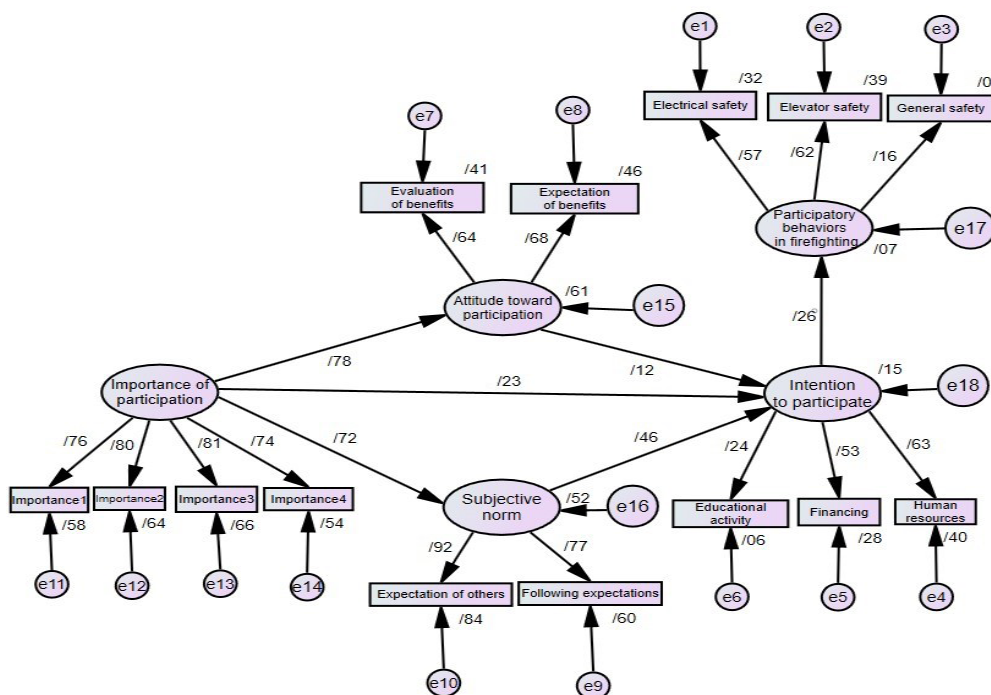 e1
e2
e3
/32
/39
/0
Electrical safety
Elevator safety
General safety
e7
e8
/57
/62
/16
/41
/46
Evaluation
of benefits
Expectation
of benefits
Participatory
behaviors
in firefighting
e17
/07
/64
/68
Attitude toward
participation
/61
e15
/26
/78
/12
/15
Importance of
participation
/23
Intention
to participate
e18
/76
/80
/81
/74
/72
/46
/24
/53
/63
Importance1
Importance2
Importance3
Importance4
Subjective
norm
/52
e16
Educational
activity
Financing
Human
resources
/58
/64
/66
/54
/06
/28
/40
/92
/77
e11
e12
e13
e14
Expectation of others
Following expectations
e6
e5
e4
/84
/60
e10
e9